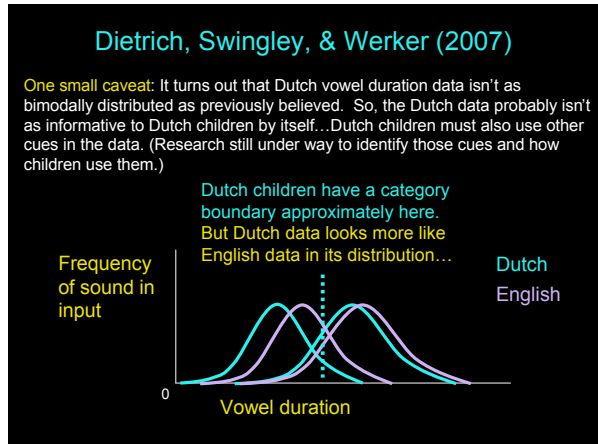 Dietrich, Swingley, & Werker (2007)
One small caveat: It turns out that Dutch vowel duration data isn't as
bimodally distributed as previously believed. So, the Dutch data probably isn't
as informative to Dutch children by itself…Dutch children must also use other
cues in the data. (Research still under way to identify those cues and how
children use them.)
Dutch children have a category
boundary approximately here.
But Dutch data looks more like
English data in its distribution…
Frequency
of sound in
input
Dutch
English
0
Vowel duration